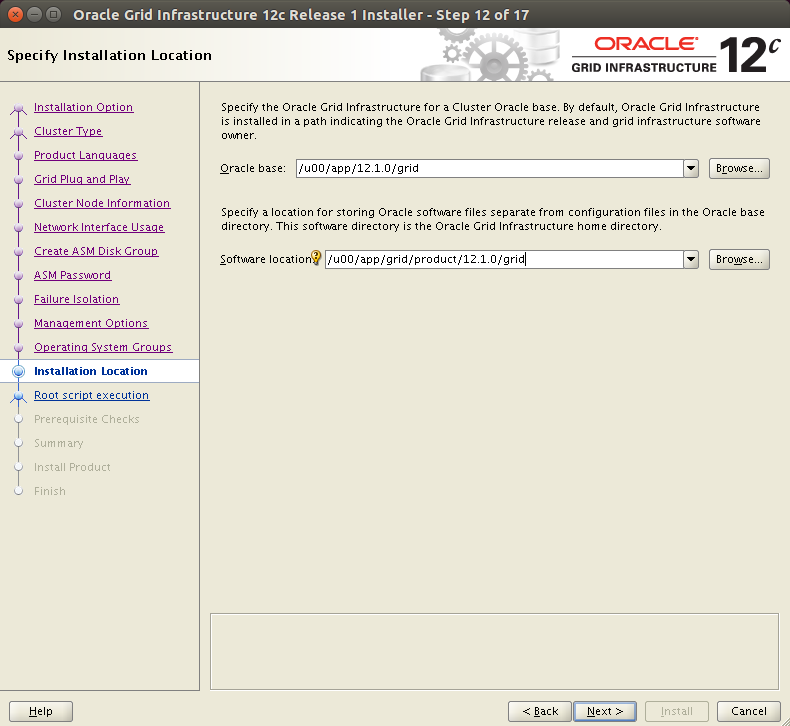 Oracle Grid Infrastructure 12c Release 1 Installer - Step 12 of 17
Specify Installation Location
ORACLE®
GRID INFRASTRUCTURE 12c
Installation Option
Cluster Type
Product Languages
Grid Plug and Play
Cluster Node Information
Network Interface Usage
Create ASM Disk Group
ASM Password
Failure Isolation
Management Options
Operating System Groups
Installation Location
Root script execution
Prerequisite Checks
Summary
Install Product
Finish
Specify the Oracle Grid Infrastructure for a Cluster Oracle base. By default, Oracle Grid Infrastructure
is installed in a path indicating the Oracle Grid Infrastructure release and grid infrastructure software
owner.
Oracle base: /u00/app/12.1.0/grid Browse...
Specify a location for storing Oracle software files separate from configuration files in the Oracle base
directory. This software directory is the Oracle Grid Infrastructure home directory.
Software location: /u00/app/grid/product/12.1.0/grid Browse...
Help < Back Next > Install Cancel